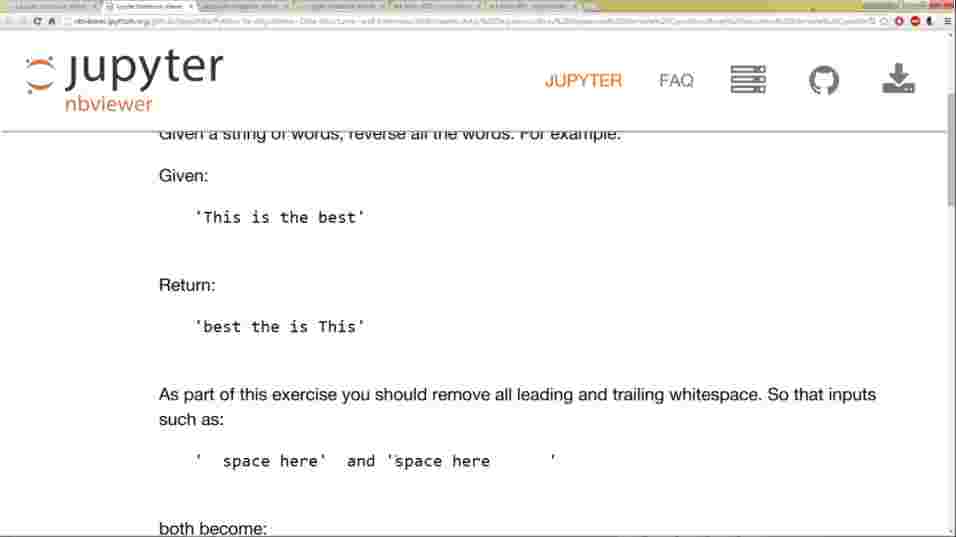 jupyter
nbviewer
JUPYTER FAQ
Given a string of words, reverse all the words. For example:
Given:
'This is the best'
Return:
'best the is This'
As part of this exercise you should remove all leading and trailing whitespace. So that inputs
such as:
'  space here'  and 'space here      '
both become: